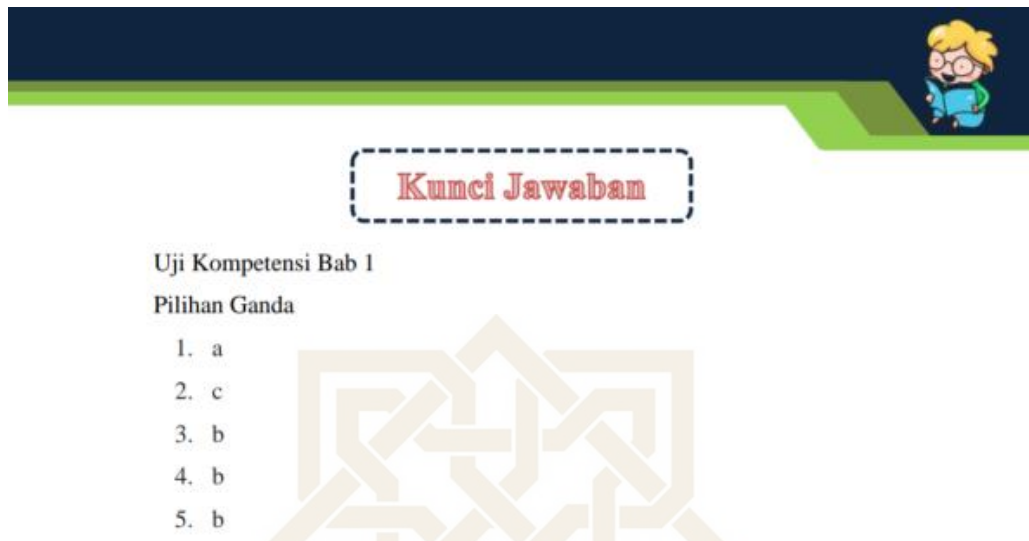 Kunci Jawaban
Uji Kompetensi Bab 1
Pilihan Ganda
1. a
2. c
3. b
4. b
5. b